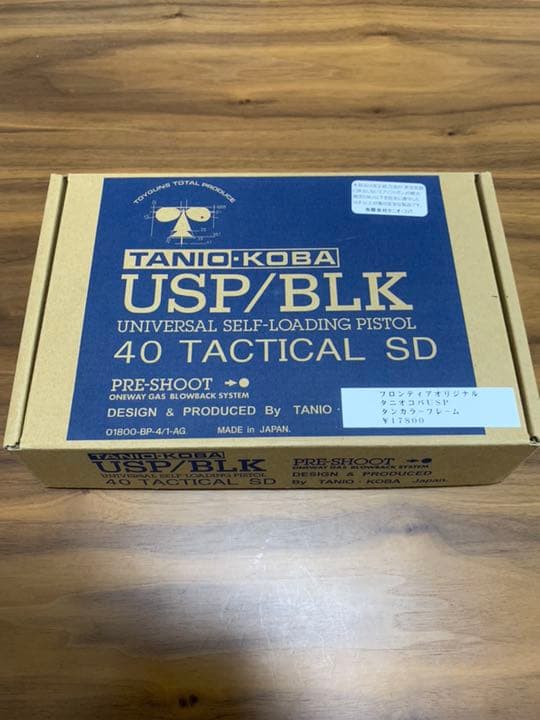 TOYGUNS TOTAL PRODUCE
TANIO・KOBA
USP/BLK
UNIVERSAL SELF-LOADING PISTOL
40 TACTICAL SD
PRE-SHOOT
ONEWAY GAS BLOWBACK SYSTEM
DESIGN & PRODUCED By TANIO・
01800-BP-4/1-AG. MADE in JAPAN.
フロンティアオリジナル
タニオコバUSP
タンカラーフレーム
¥17800
TANIO・KOBA
USP/BLK
UNIVERSAL SELF-LOADING PISTOL
40 TACTICAL SD
PRE-SHOOT
ONEWAY GAS BLOWBACK SYSTEM
DESIGN & PRODUCED
By TANIO・KOBA Japan.